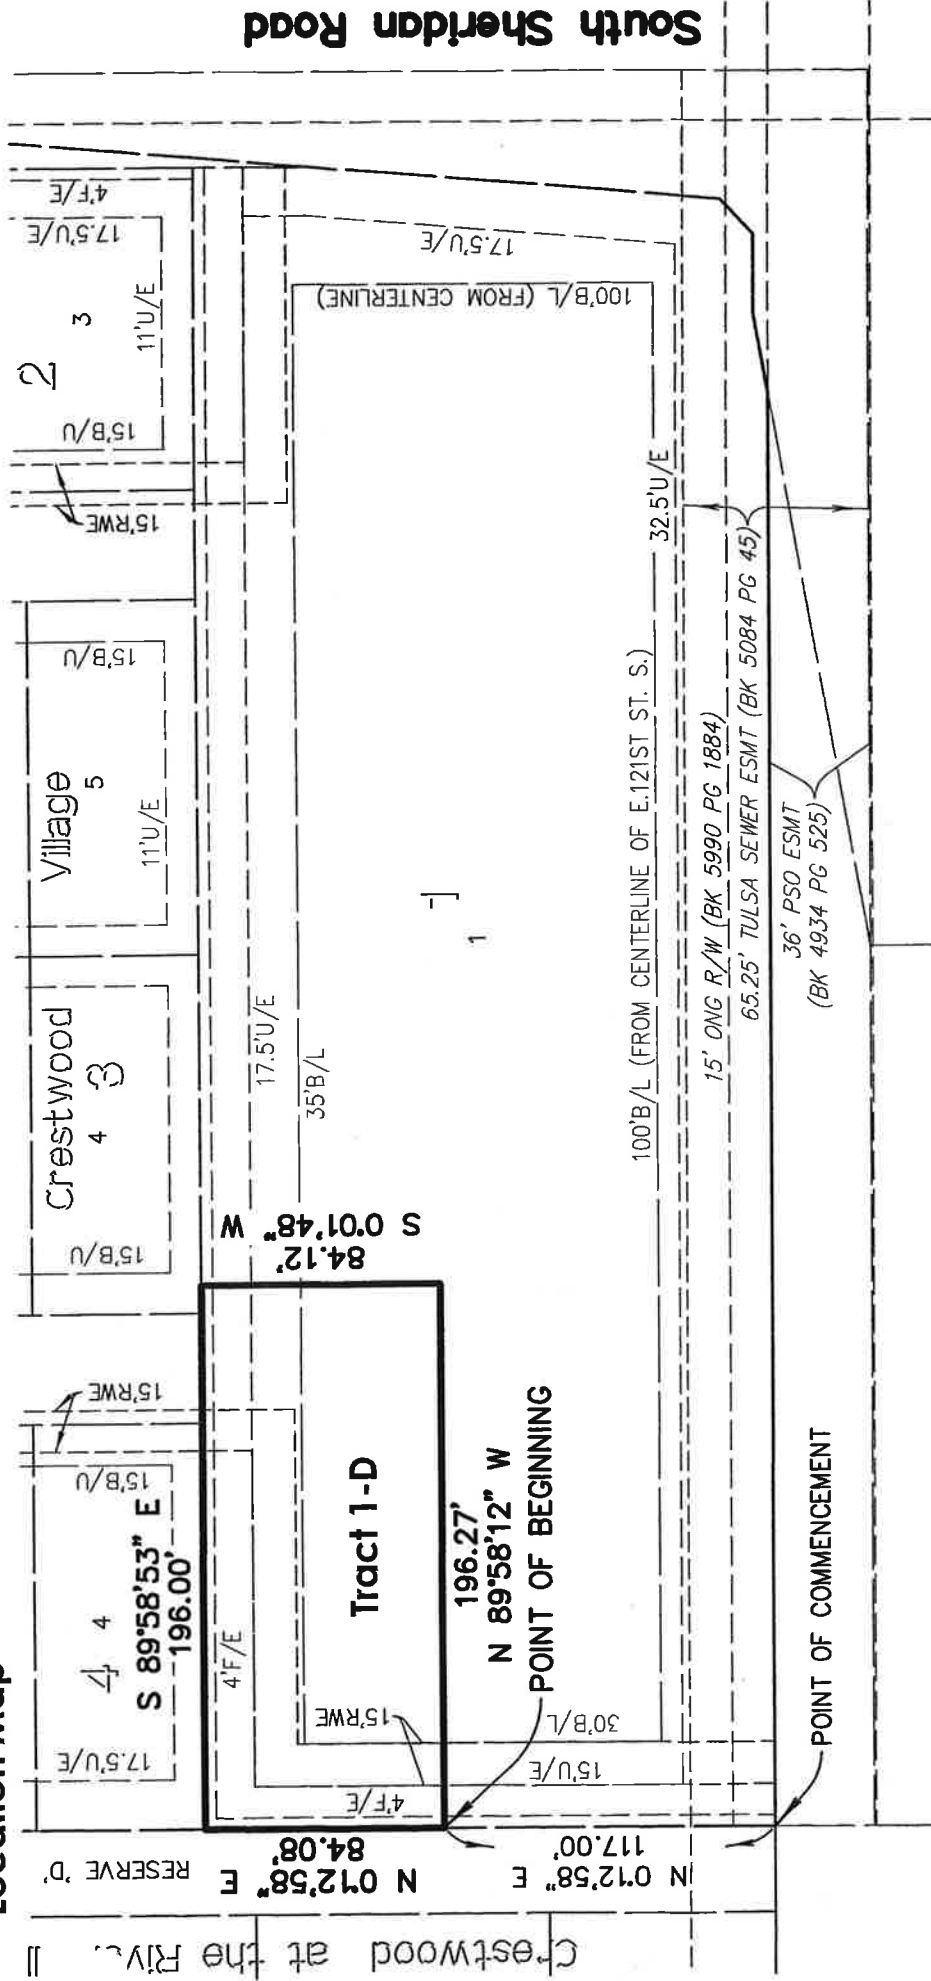 Location Map
South Sheridan Road
2
3
4'F/E
17.5'U/E
11'U/E
15'B/U
15'RWE
17.5'U/E
100'B/L (FROM CENTERLINE)
32.5'U/E
Crestwood Village
5
15'B/U
11'U/E
4
3
15'B/U
17.5'U/E
35'B/L
1
1
100'B/L (FROM CENTERLINE OF E.121ST ST. S.)
15' ONG R/W (BK 5990 PG 1884)
65.25' TULSA SEWER ESMT (BK 5084 PG 45)
36' PSO ESMT
(BK 4934 PG 525)
84.12'
S 0°01'48" W
15'RWE
15'B/U
4
4
17.5'U/E
S 89°58'53" E
196.00'
4'F/E
Tract 1-D
15'RWE
4'F/E
196.27'
N 89°58'12" W
POINT OF BEGINNING
30'B/L
15'U/E
POINT OF COMMENCEMENT
RESERVE 'D'
84.08'
N 0°12'58" E
117.00'
N 0°12'58" E
Crestwood at the II